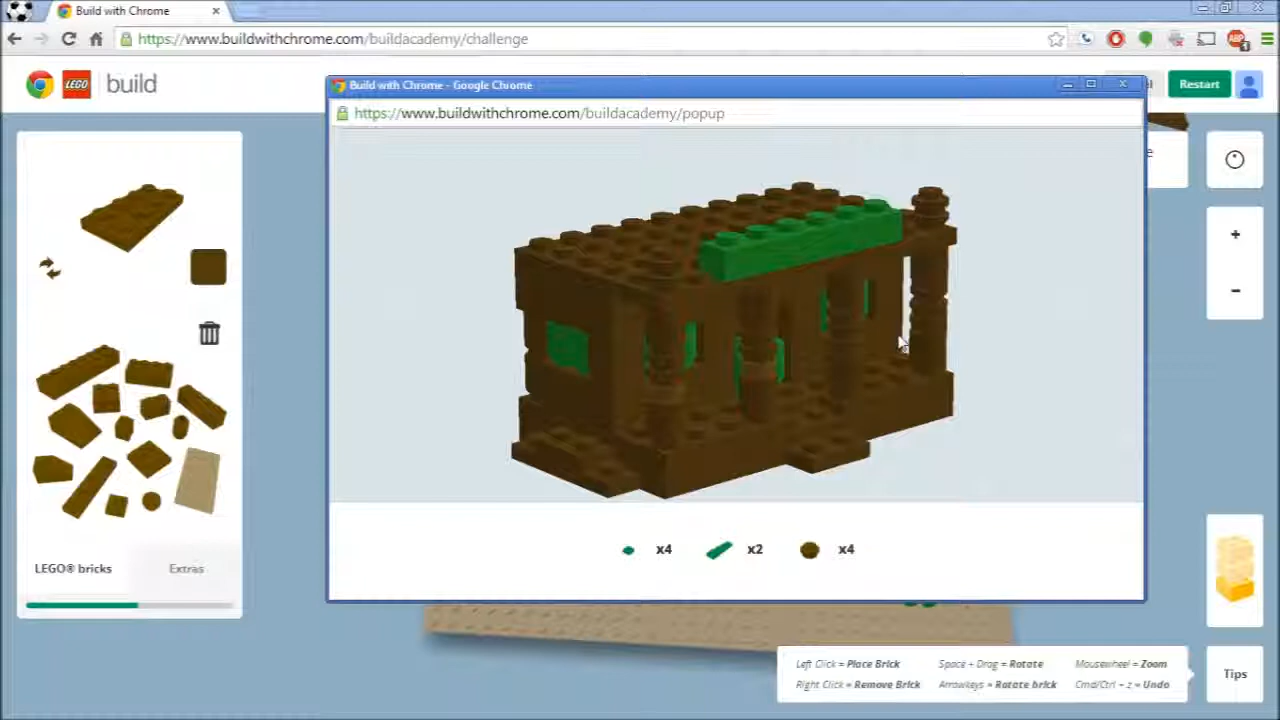 Build with Chrome
https://www.buildwithchrome.com/buildacademy/challenge
LEGO build
Restart
Build with Chrome - Google Chrome
https://www.buildwithchrome.com/buildacademy/popup
x4 x2 x4
LEGO® bricks Extras
Left Click = Place Brick Space + Drag = Rotate Mousewheel = Zoom
Right Click = Remove Brick Arrowkeys = Rotate brick Cmd/Ctrl + z = Undo
Tips